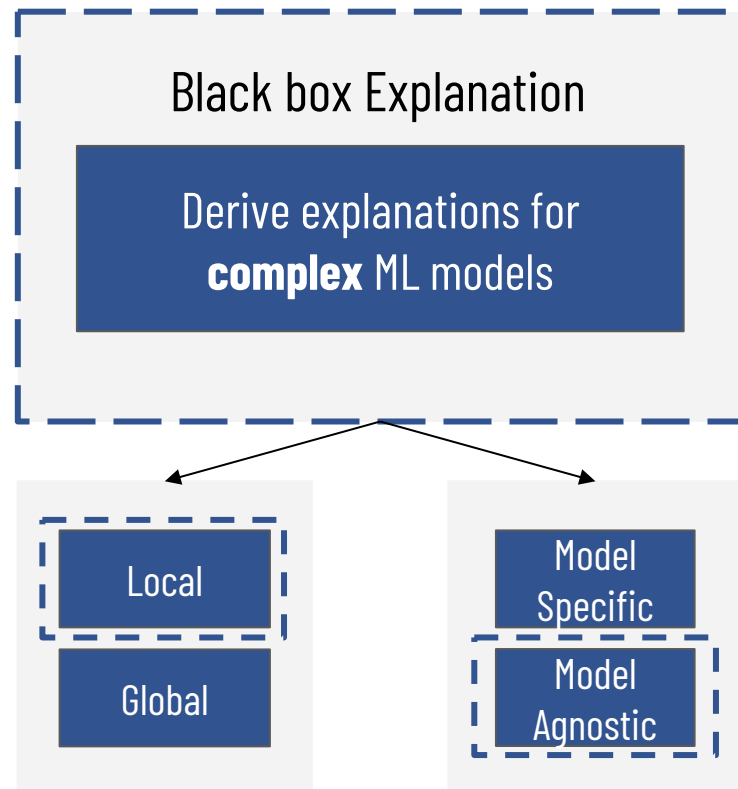 Black box Explanation
Derive explanations for
complex ML models
Local
Global
Model
Specific
Model
Agnostic